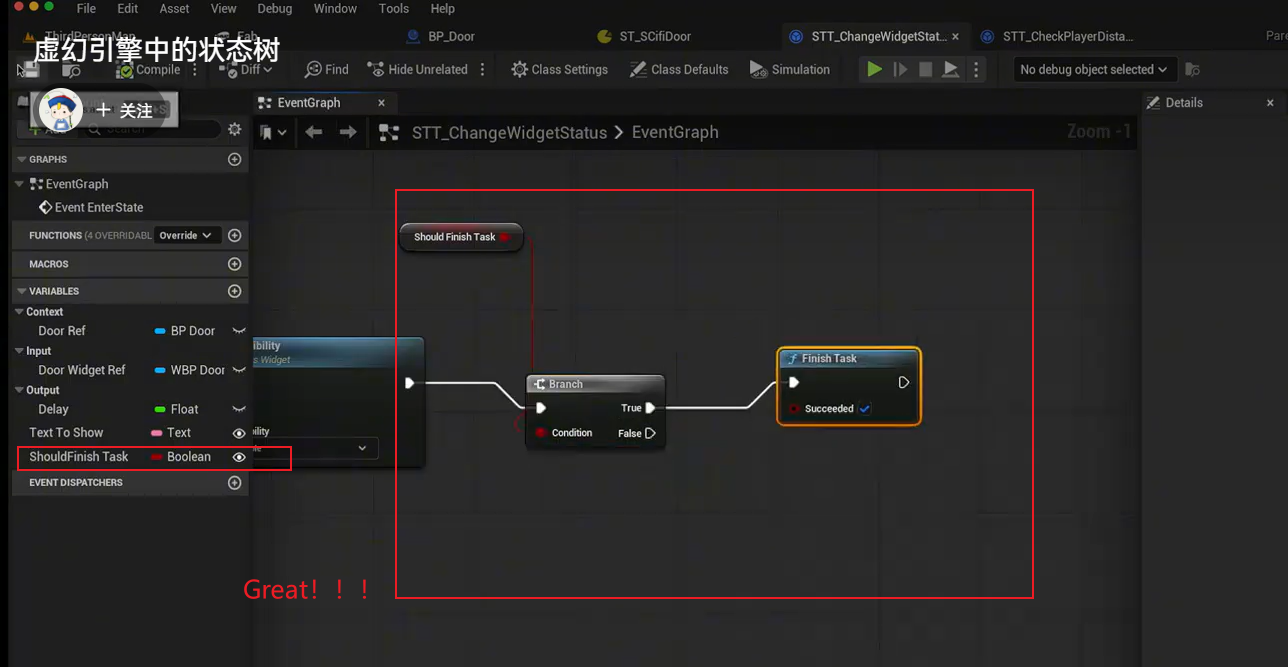 File Edit Asset View Debug Window Tools Help
ThirdPersonMap
BP_Door
ST_SCifiDoor
STT_ChangeWidgetStat...
STT_CheckPlayerDista...
Pare
虚幻引擎中的状态树
Compile
Diff
Find
Hide Unrelated
Class Settings
Class Defaults
Simulation
No debug object selected
关注
Search
EventGraph
Details
STT_ChangeWidgetStatus > EventGraph
Zoom -1
GRAPHS
EventGraph
Event EnterState
FUNCTIONS (4 OVERRIDABL
Override
MACROS
VARIABLES
Context
Door Ref BP Door
Input
Door Widget Ref WBP Door
Output
Delay Float
Text To Show Text
ShouldFinish Task Boolean
EVENT DISPATCHERS
ibility
s Widget
ility
Should Finish Task
Branch
True
Condition
False
Finish Task
Succeeded
Great！！！